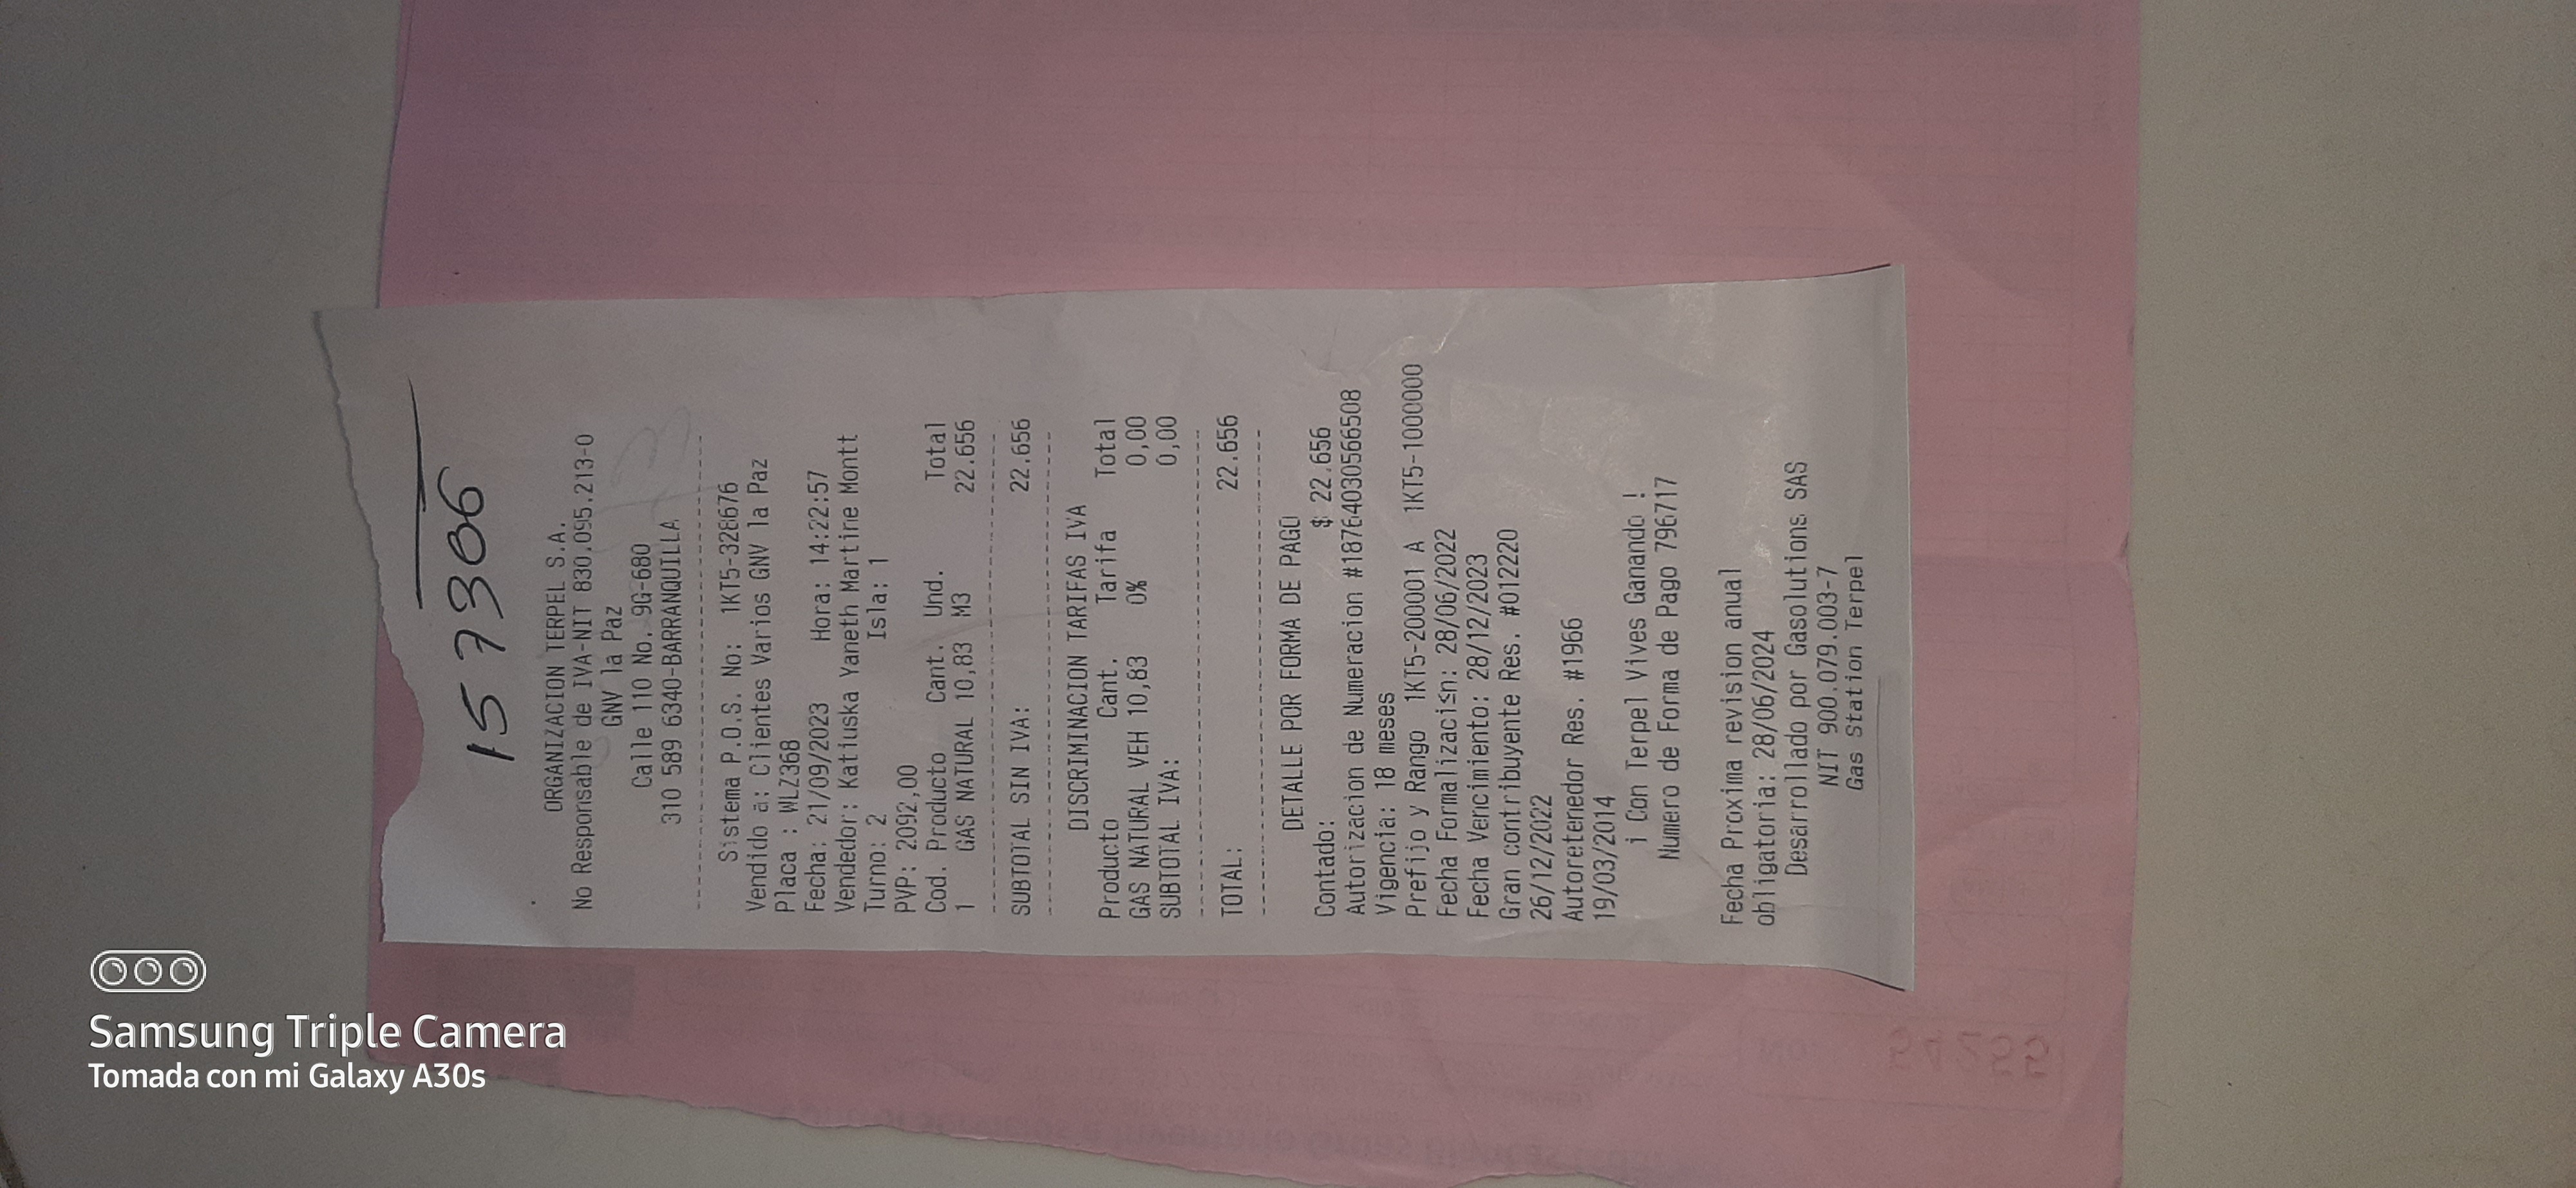 157306
ORGANIZACION TERPEL S.A.
No Responsable de IVA-NIT 830.095.213-0
GNV la Paz
Calle 110 No. 9G-680
310 589 6340-BARRANQUILLA
Sistema P.O.S. No: 1KT5-328676
Vendido a: Clientes Varios GNV la Paz
Placa : WLZ368
Fecha: 21/09/2023 Hora: 14:22:57
Vendedor: Katiuska Yaneth Martine Montt
Turno: 2 Isla: 1
PVP: 2092,00
Cod. Producto Cant. Und. Total
1 GAS NATURAL 10,83 M3 22.656
SUBTOTAL SIN IVA: 22.656
DISCRIMINACION TARIFAS IVA
Producto Cant. Tarifa Total
GAS NATURAL VEH 10,83 0% 0,00
SUBTOTAL IVA: 0,00
TOTAL: 22.656
DETALLE POR FORMA DE PAGO
Contado: $ 22.656
Autorizacion de Numeracion #18764030566508
Vigencia: 18 meses
Prefijo y Rango 1KT5-200001 A 1KT5-1000000
Fecha Formalizaci≤n: 28/06/2022
Fecha Vencimiento: 28/12/2023
Gran contribuyente Res. #012220
26/12/2022
Autoretenedor Res. #1966
19/03/2014
¡ Con Terpel Vives Ganando !
Numero de Forma de Pago 796717
Fecha Proxima revision anual
obligatoria: 28/06/2024
Desarrollado por Gasolutions SAS
NIT 900.079.003-7
Gas Station Terpel
Samsung Triple Camera
Tomada con mi Galaxy A30s